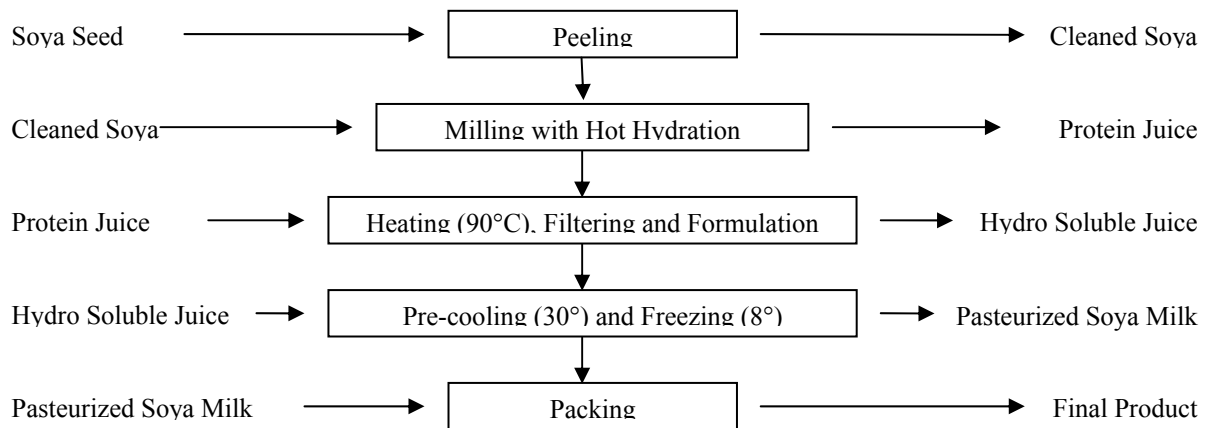 Soya Seed Peeling Cleaned Soya
Cleaned Soya Milling with Hot Hydration Protein Juice
Protein Juice Heating (90°C), Filtering and Formulation Hydro Soluble Juice
Hydro Soluble Juice Pre-cooling (30°) and Freezing (8°) Pasteurized Soya Milk
Pasteurized Soya Milk Packing Final Product